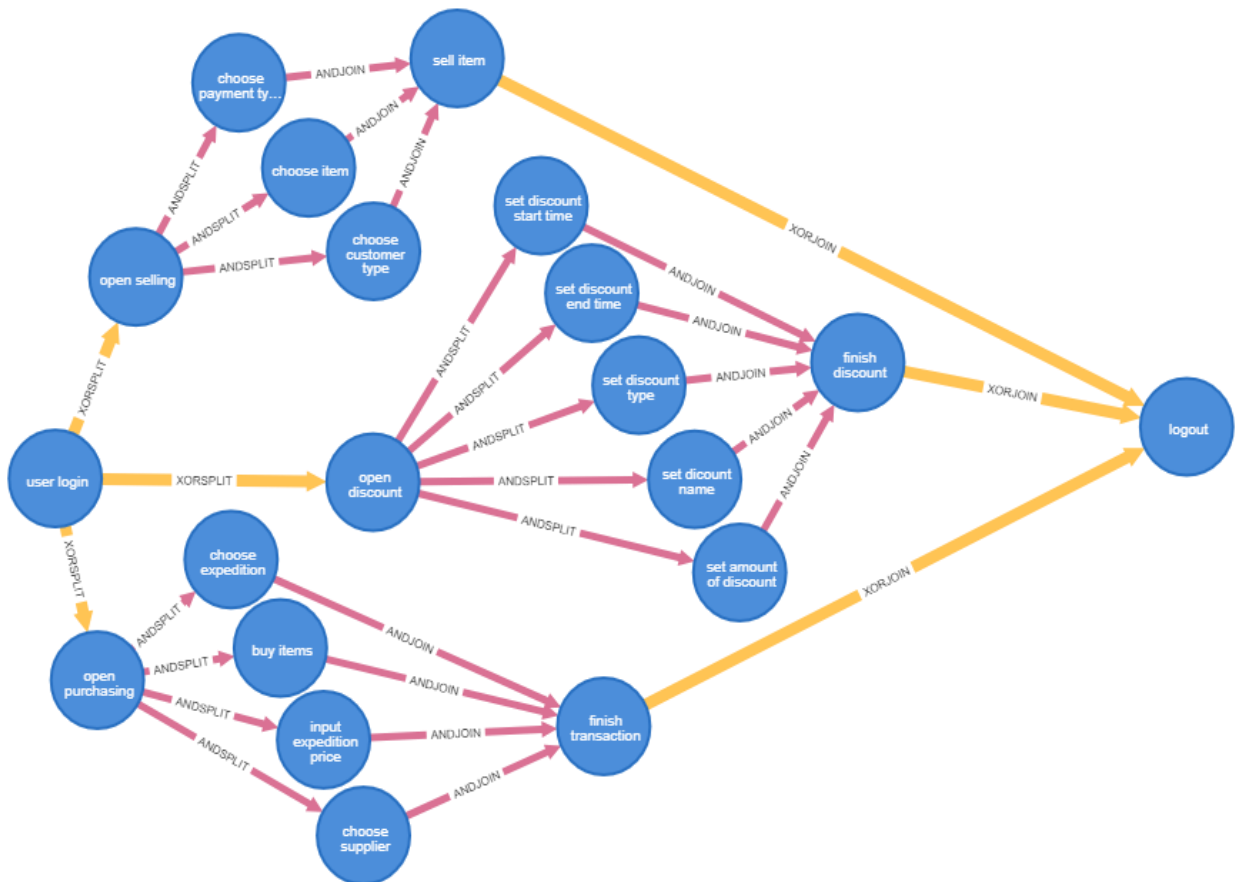 choose
payment ty...
ANDJOIN
sell item
ANDJOIN
choose item
ANDJOIN
ANDSPLIT
ANDSPLIT
ANDSPLIT
choose
customer
type
open selling
XORSPLIT
user login
XORSPLIT
XORSPLIT
XORJOIN
set discount
start time
ANDJOIN
set discount
end time
ANDJOIN
set discount
type
ANDJOIN
finish
discount
XORJOIN
logout
ANDSPLIT
ANDSPLIT
ANDSPLIT
ANDSPLIT
ANDSPLIT
open
discount
set dicount
name
ANDJOIN
set amount
of discount
ANDJOIN
XORJOIN
choose
expedition
ANDJOIN
ANDSPLIT
buy items
ANDJOIN
ANDSPLIT
open
purchasing
ANDSPLIT
input
expedition
price
ANDJOIN
finish
transaction
ANDSPLIT
choose
supplier
ANDJOIN